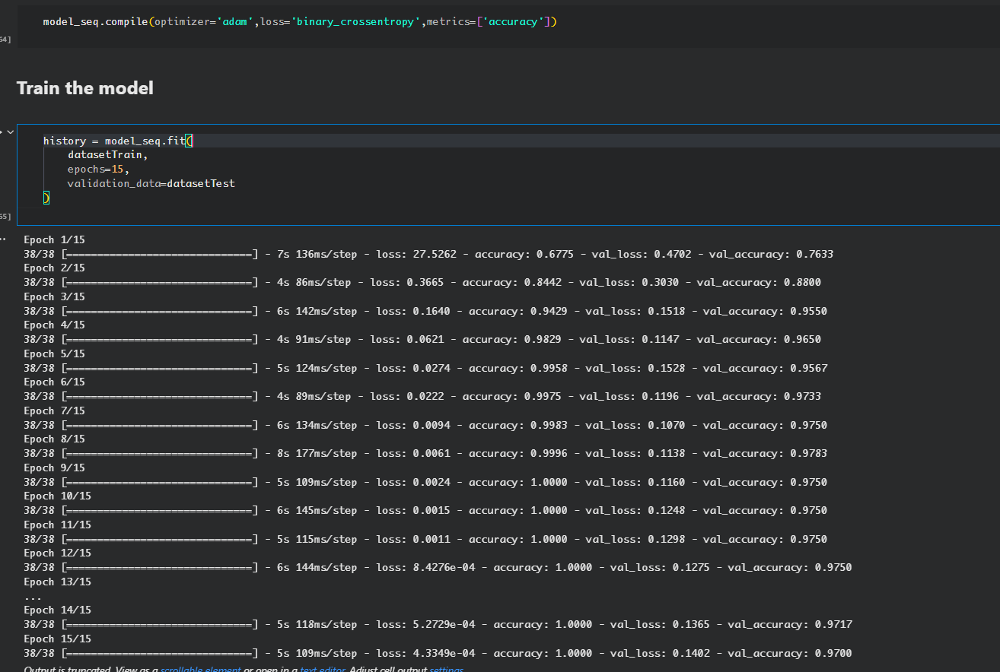 model_seq.compile(optimizer='adam',loss='binary_crossentropy',metrics=['accuracy'])
64]
Train the model
history = model_seq.fit(
datasetTrain,
epochs=15,
validation_data=datasetTest
)
65]
Epoch 1/15
38/38 [==============================] - 7s 136ms/step - loss: 27.5262 - accuracy: 0.6775 - val_loss: 0.4702 - val_accuracy: 0.7633
Epoch 2/15
38/38 [==============================] - 4s 86ms/step - loss: 0.3665 - accuracy: 0.8442 - val_loss: 0.3030 - val_accuracy: 0.8800
Epoch 3/15
38/38 [==============================] - 6s 142ms/step - loss: 0.1640 - accuracy: 0.9429 - val_loss: 0.1518 - val_accuracy: 0.9550
Epoch 4/15
38/38 [==============================] - 4s 91ms/step - loss: 0.0621 - accuracy: 0.9829 - val_loss: 0.1147 - val_accuracy: 0.9650
Epoch 5/15
38/38 [==============================] - 5s 124ms/step - loss: 0.0274 - accuracy: 0.9958 - val_loss: 0.1528 - val_accuracy: 0.9567
Epoch 6/15
38/38 [==============================] - 4s 89ms/step - loss: 0.0222 - accuracy: 0.9975 - val_loss: 0.1196 - val_accuracy: 0.9733
Epoch 7/15
38/38 [==============================] - 6s 134ms/step - loss: 0.0094 - accuracy: 0.9983 - val_loss: 0.1070 - val_accuracy: 0.9750
Epoch 8/15
38/38 [==============================] - 8s 177ms/step - loss: 0.0061 - accuracy: 0.9996 - val_loss: 0.1138 - val_accuracy: 0.9783
Epoch 9/15
38/38 [==============================] - 5s 109ms/step - loss: 0.0024 - accuracy: 1.0000 - val_loss: 0.1160 - val_accuracy: 0.9750
Epoch 10/15
38/38 [==============================] - 6s 145ms/step - loss: 0.0015 - accuracy: 1.0000 - val_loss: 0.1248 - val_accuracy: 0.9750
Epoch 11/15
38/38 [==============================] - 5s 115ms/step - loss: 0.0011 - accuracy: 1.0000 - val_loss: 0.1298 - val_accuracy: 0.9750
Epoch 12/15
38/38 [==============================] - 6s 144ms/step - loss: 8.4276e-04 - accuracy: 1.0000 - val_loss: 0.1275 - val_accuracy: 0.9750
Epoch 13/15
...
Epoch 14/15
38/38 [==============================] - 5s 118ms/step - loss: 5.2729e-04 - accuracy: 1.0000 - val_loss: 0.1365 - val_accuracy: 0.9717
Epoch 15/15
38/38 [==============================] - 5s 109ms/step - loss: 4.3349e-04 - accuracy: 1.0000 - val_loss: 0.1402 - val_accuracy: 0.9700
Output is truncated. View as a scrollable element or open in a text editor. Adjust cell output settings...